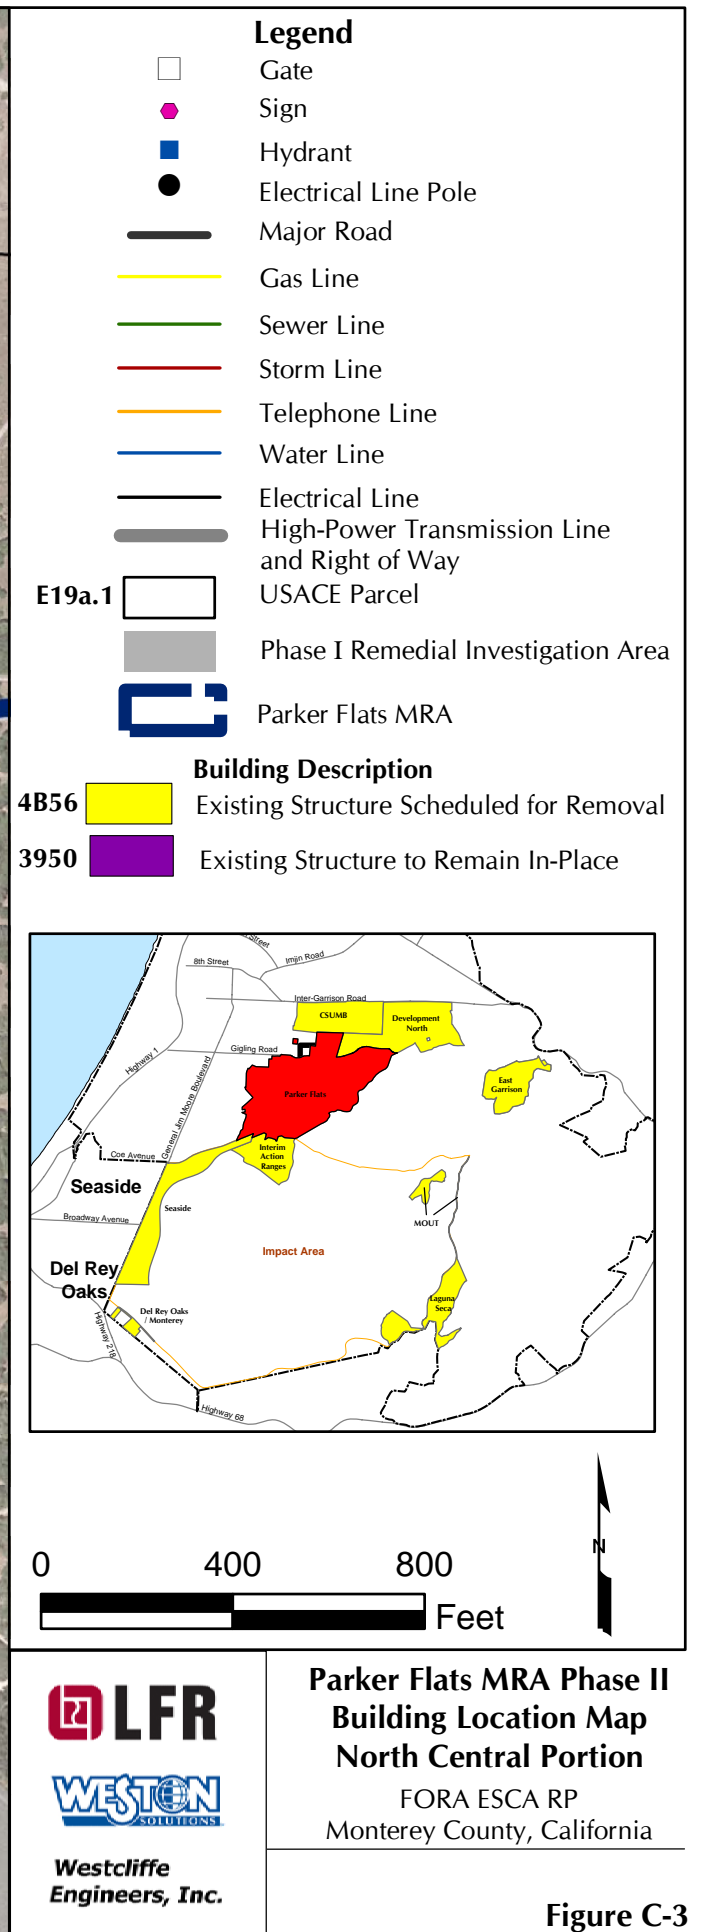 Legend
Gate
Sign
Hydrant
Electrical Line Pole
Major Road
Gas Line
Sewer Line
Storm Line
Telephone Line
Water Line
Electrical Line
High-Power Transmission Line
and Right of Way
E19a.1 USACE Parcel
Phase I Remedial Investigation Area
Parker Flats MRA
Building Description
4B56 Existing Structure Scheduled for Removal
3950 Existing Structure to Remain In-Place
Street
8th Street
Imjin Road
Inter-Garrison Road
CSUMB
Development
North
Gigling Road
Highway 1
General Jim Moore Boulevard
East
Garrison
Parker Flats
Coe Avenue
Interim
Action
Ranges
Seaside
Seaside
Broadway Avenue
MOUT
Impact Area
Del Rey
Oaks
Laguna
Seca
Del Rey Oaks
/ Monterey
Highway 218
Highway 68
N
0 400 800
Feet
LFR
WESTON
SOLUTIONS
Westcliffe
Engineers, Inc.
Parker Flats MRA Phase II
Building Location Map
North Central Portion
FORA ESCA RP
Monterey County, California
Figure C-3